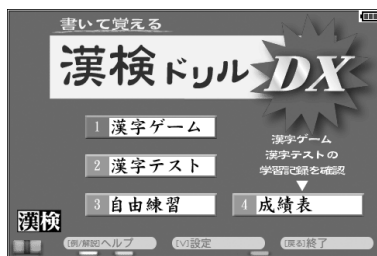 書いて覚える
漢検ドリルDX
1 漢字ゲーム
2 漢字テスト
3 自由練習
漢字ゲーム
漢字テストの
学習記録を確認
4 成績表
漢検
[例/解説]ヘルプ
[V]設定
[戻る]終了